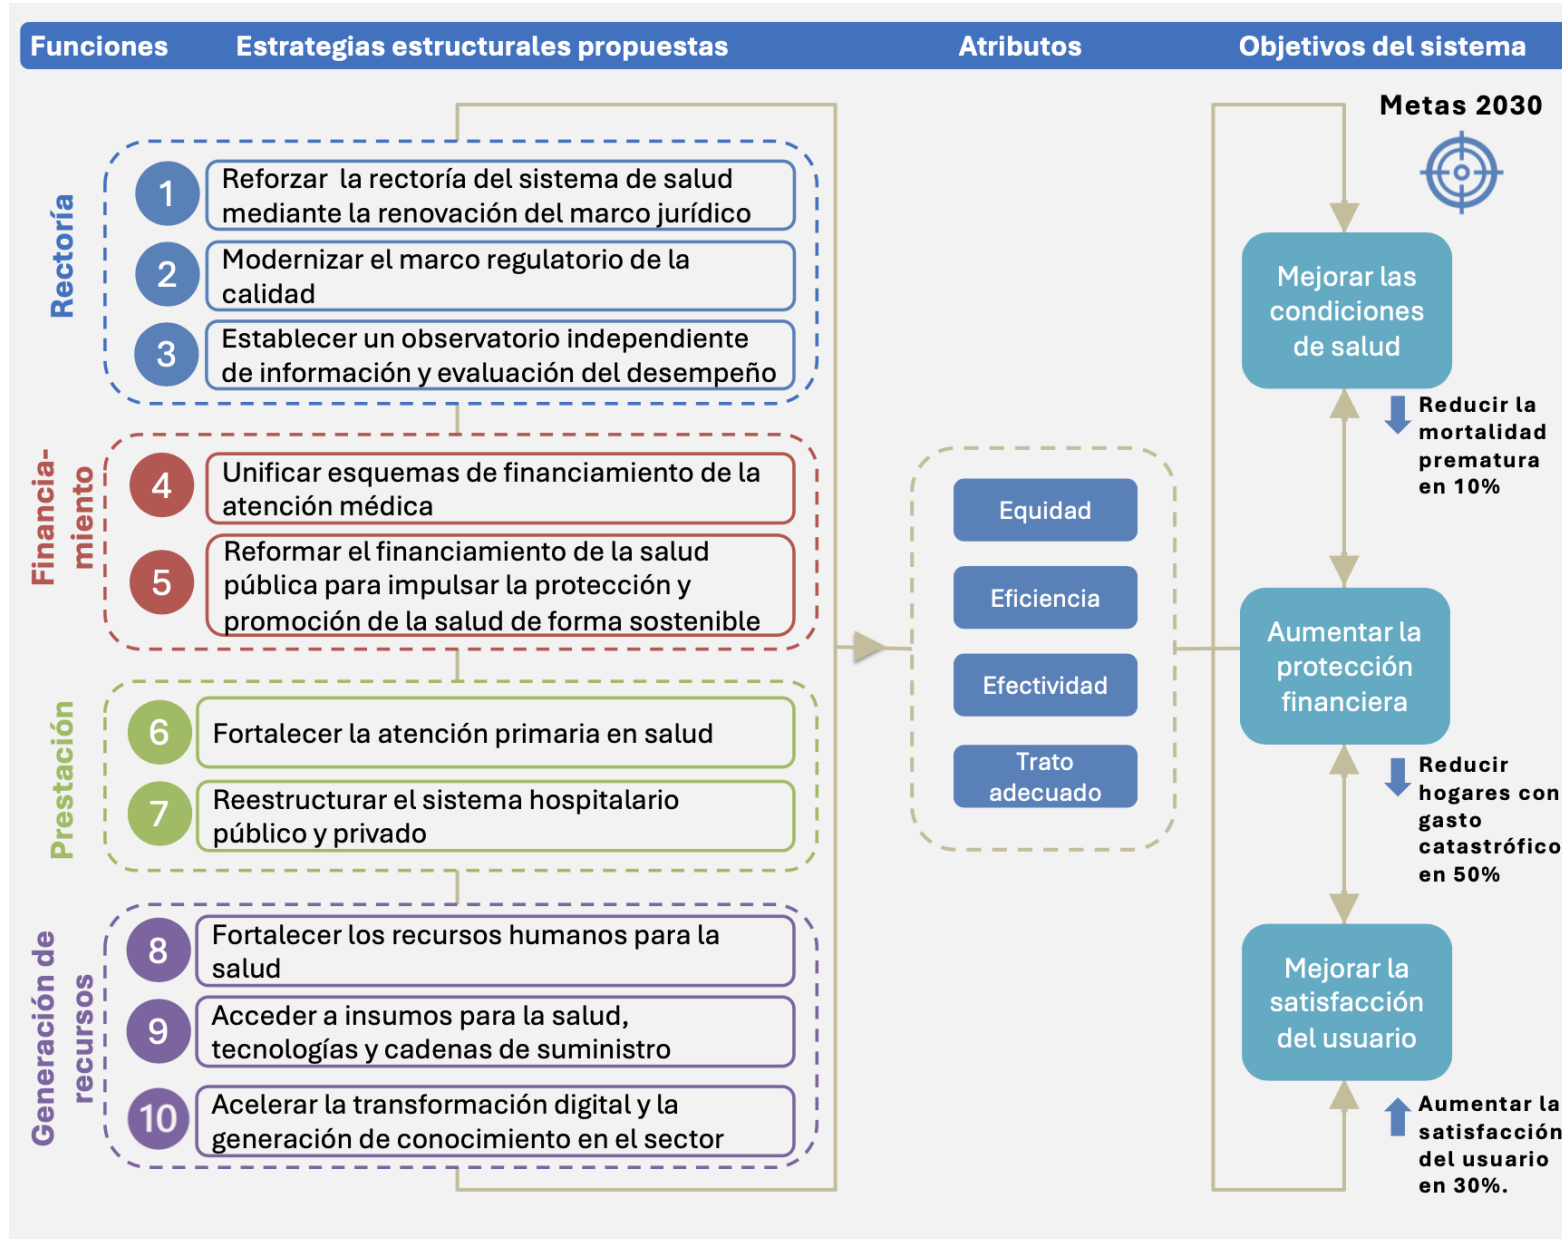 Funciones
Estrategias estructurales propuestas
Atributos
Objetivos del sistema
Metas 2030
Rectoría
1
Reforzar la rectoría del sistema de salud
mediante la renovación del marco jurídico
2
Modernizar el marco regulatorio de la
calidad
3
Establecer un observatorio independiente
de información y evaluación del desempeño
Financia-
miento
4
Unificar esquemas de financiamiento de la
atención médica
5
Reformar el financiamiento de la salud
pública para impulsar la protección y
promoción de la salud de forma sostenible
Prestación
6
Fortalecer la atención primaria en salud
7
Reestructurar el sistema hospitalario
público y privado
Generación de
recursos
8
Fortalecer los recursos humanos para la
salud
9
Acceder a insumos para la salud,
tecnologías y cadenas de suministro
10
Acelerar la transformación digital y la
generación de conocimiento en el sector
Equidad
Eficiencia
Efectividad
Trato
adecuado
Mejorar las
condiciones
de salud
Reducir la
mortalidad
prematura
en 10%
Aumentar la
protección
financiera
Reducir
hogares con
gasto
catastrófico
en 50%
Mejorar la
satisfacción
del usuario
Aumentar la
satisfacción
del usuario
en 30%.